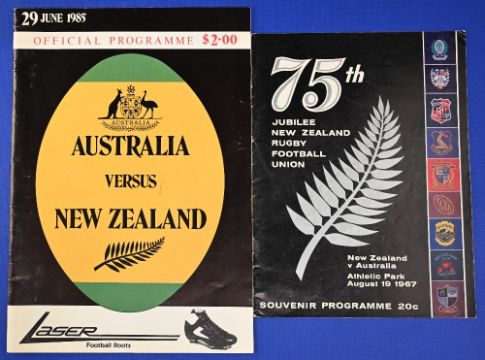 29 JUNE 1985
OFFICIAL PROGRAMME $2·00
AUSTRALIA
AUSTRALIA
VERSUS
NEW ZEALAND
LASER
Football Boots
75th
JUBILEE
NEW ZEALAND
RUGBY
FOOTBALL
UNION
New Zealand
v Australia
Athletic Park
August 19 1967
SOUVENIR PROGRAMME 20c